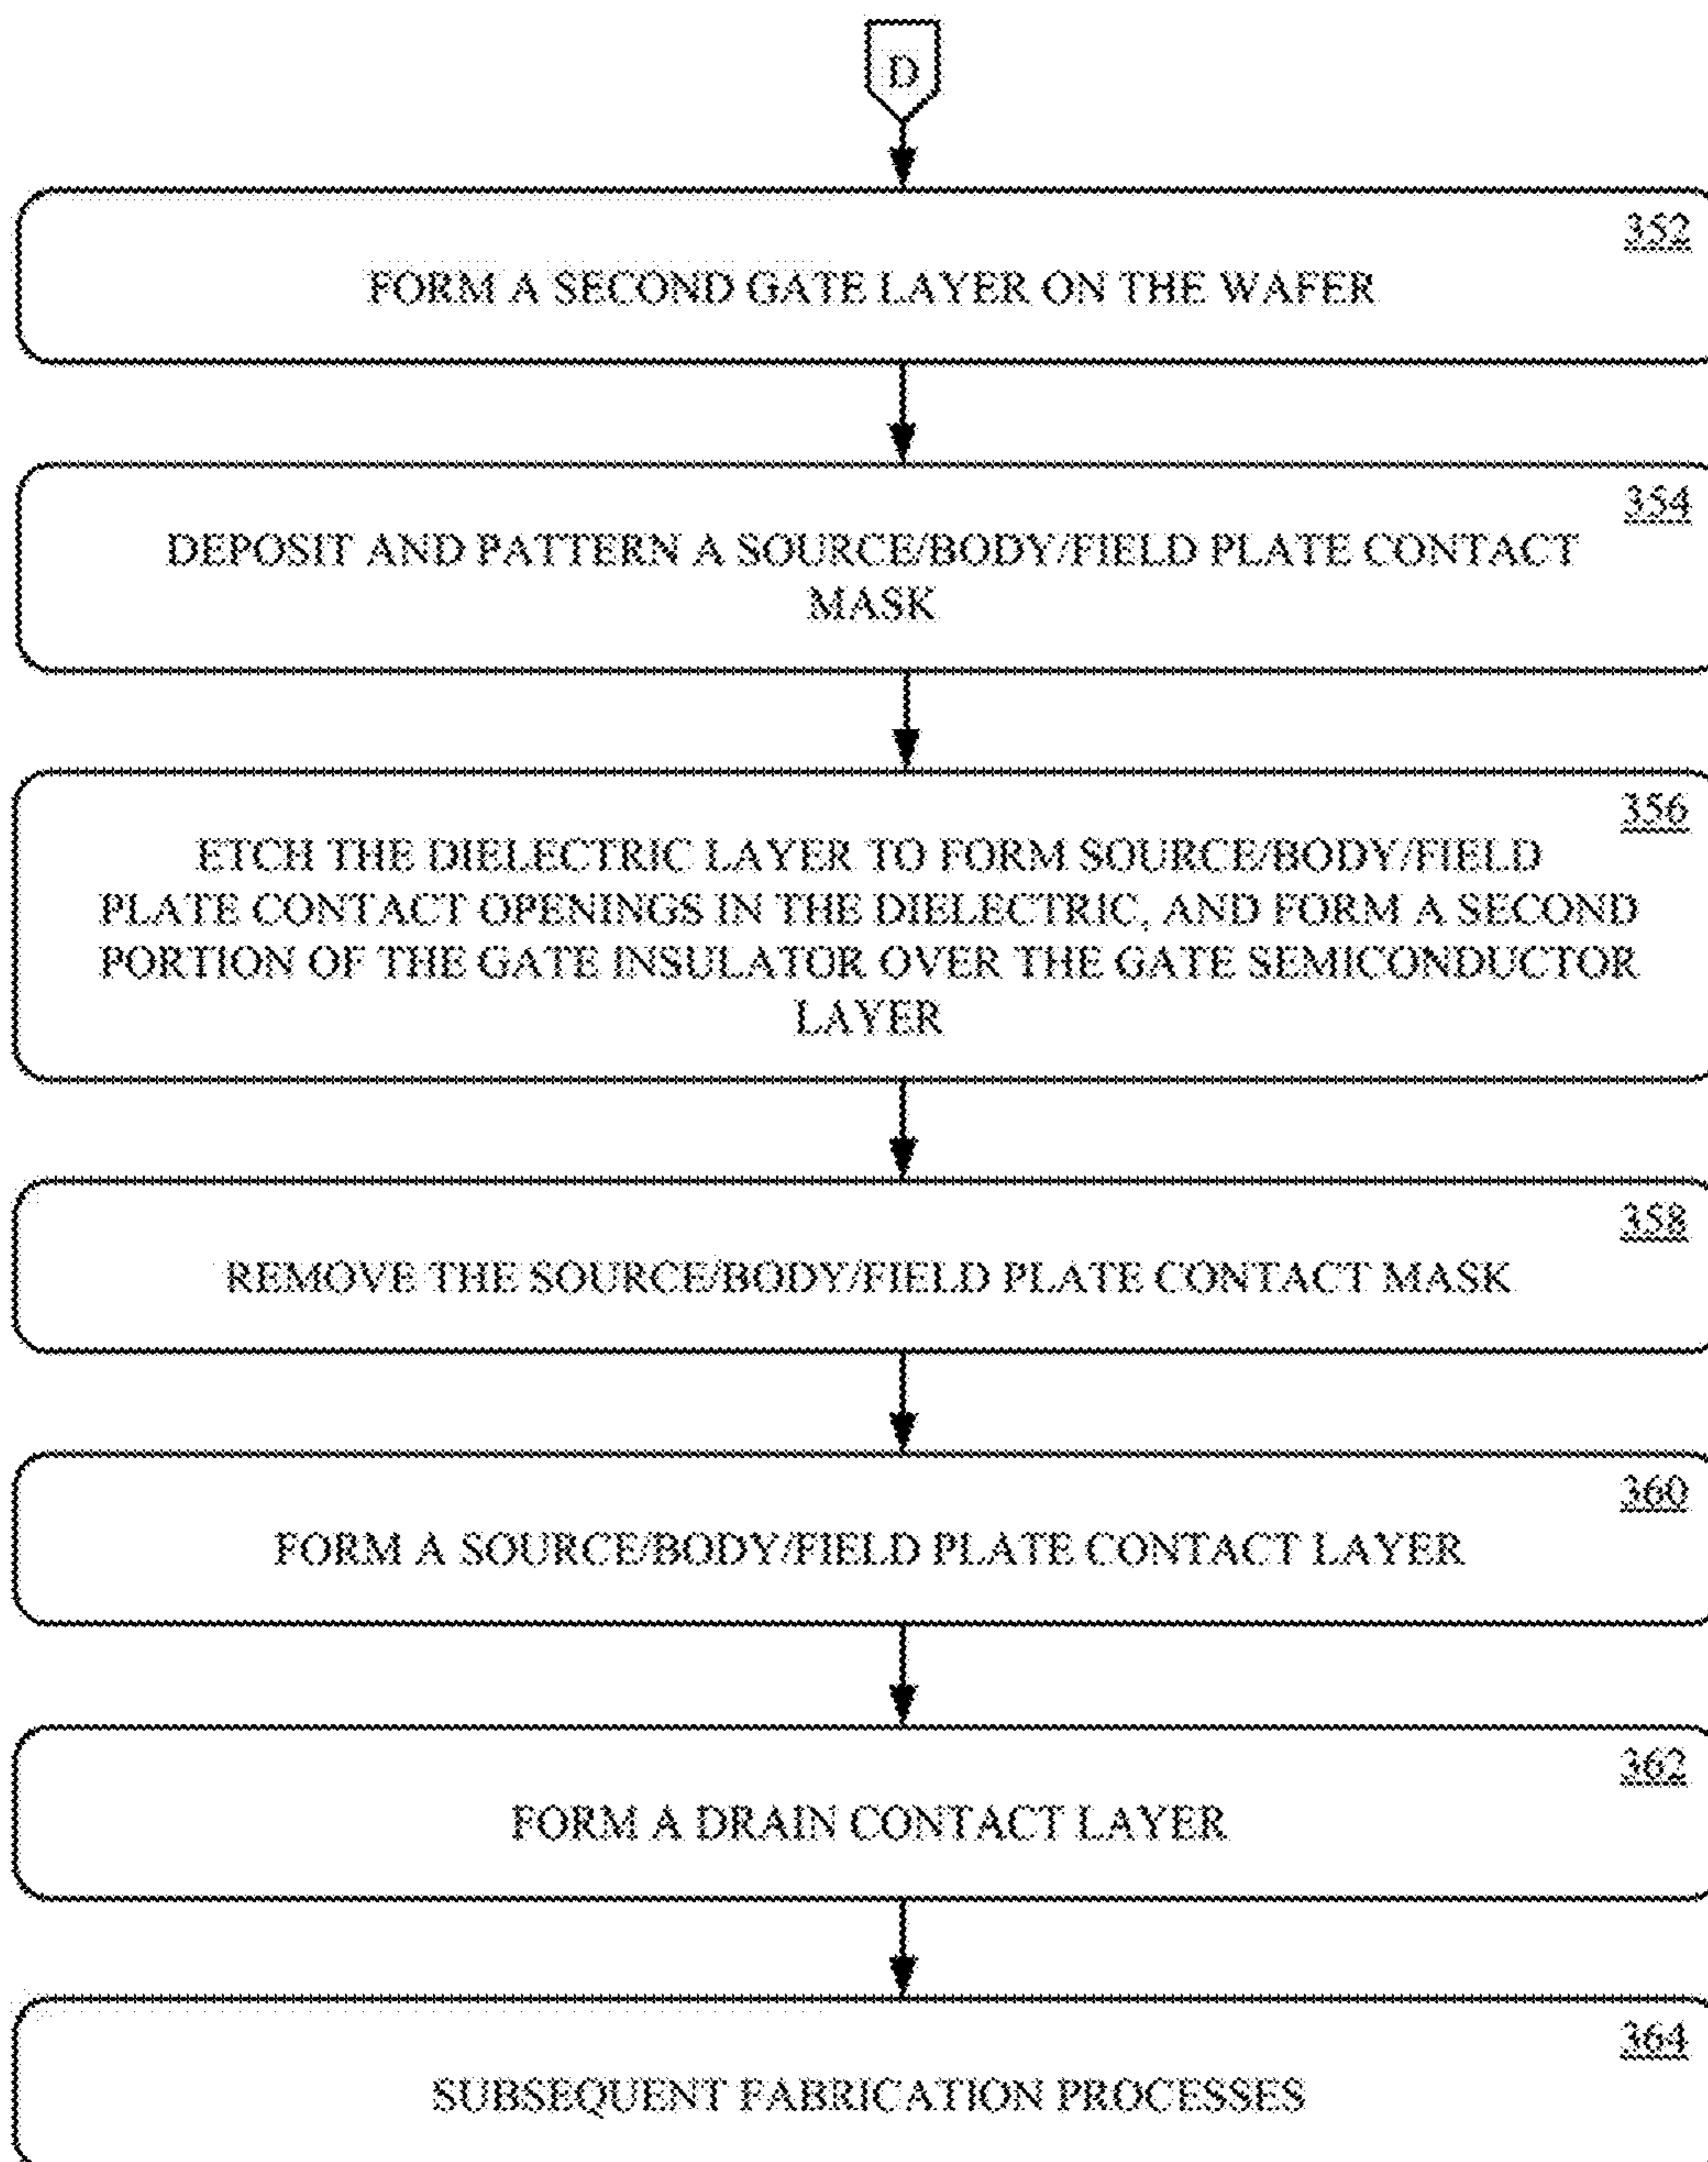 D
352
FORM A SECOND GATE LAYER ON THE WAFER
354
DEPOSIT AND PATTERN A SOURCE/BODY/FIELD PLATE CONTACT
MASK
356
ETCH THE DIELECTRIC LAYER TO FORM SOURCE/BODY/FIELD
PLATE CONTACT OPENINGS IN THE DIELECTRIC, AND FORM A SECOND
PORTION OF THE GATE INSULATOR OVER THE GATE SEMICONDUCTOR
LAYER
358
REMOVE THE SOURCE/BODY/FIELD PLATE CONTACT MASK
360
FORM A SOURCE/BODY/FIELD PLATE CONTACT LAYER
362
FORM A DRAIN CONTACT LAYER
364
SUBSEQUENT FABRICATION PROCESSES